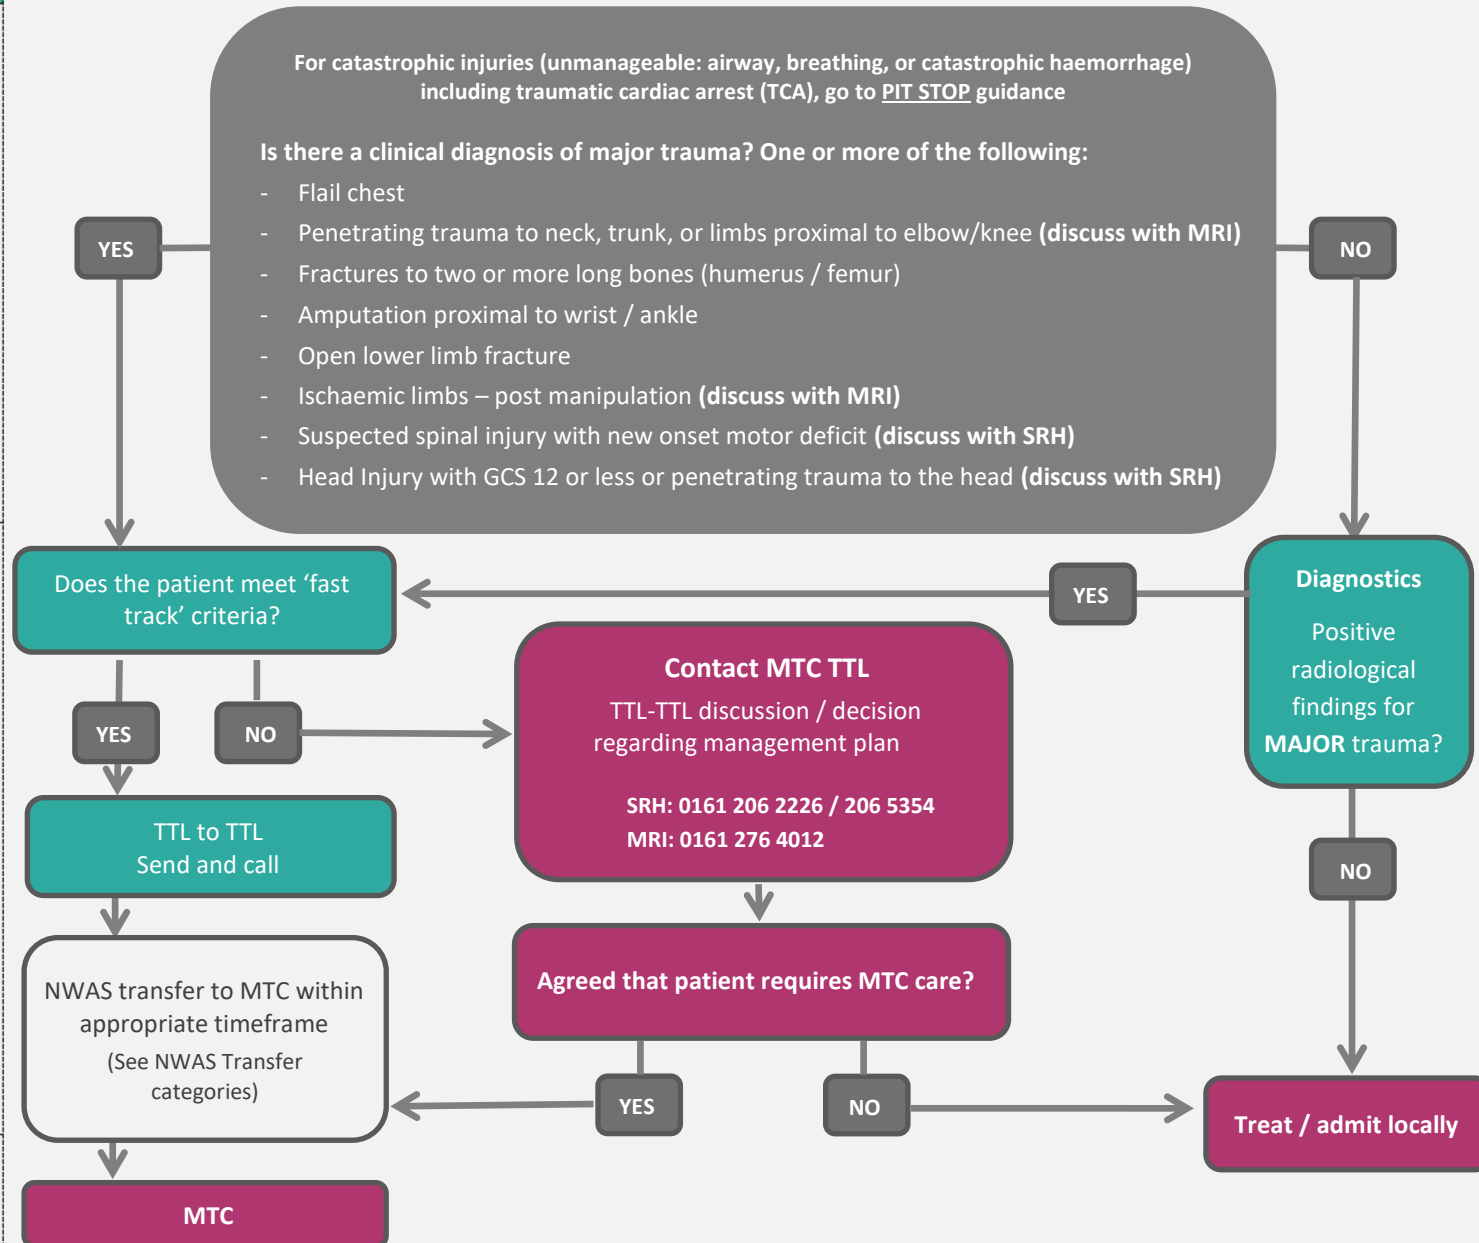 For catastrophic injuries (unmanageable: airway, breathing, or catastrophic haemorrhage)
including traumatic cardiac arrest (TCA), go to PIT STOP guidance
Is there a clinical diagnosis of major trauma? One or more of the following:
- Flail chest
- Penetrating trauma to neck, trunk, or limbs proximal to elbow/knee (discuss with MRI)
- Fractures to two or more long bones (humerus / femur)
- Amputation proximal to wrist / ankle
- Open lower limb fracture
- Ischaemic limbs – post manipulation (discuss with MRI)
- Suspected spinal injury with new onset motor deficit (discuss with SRH)
- Head Injury with GCS 12 or less or penetrating trauma to the head (discuss with SRH)
YES
NO
Does the patient meet ‘fast
track’ criteria?
YES
Diagnostics
Positive
radiological
findings for
MAJOR trauma?
YES
NO
Contact MTC TTL
TTL-TTL discussion / decision
regarding management plan
SRH: 0161 206 2226 / 206 5354
MRI: 0161 276 4012
TTL to TTL
Send and call
NO
Agreed that patient requires MTC care?
NWAS transfer to MTC within
appropriate timeframe
(See NWAS Transfer
categories)
YES
NO
Treat / admit locally
MTC